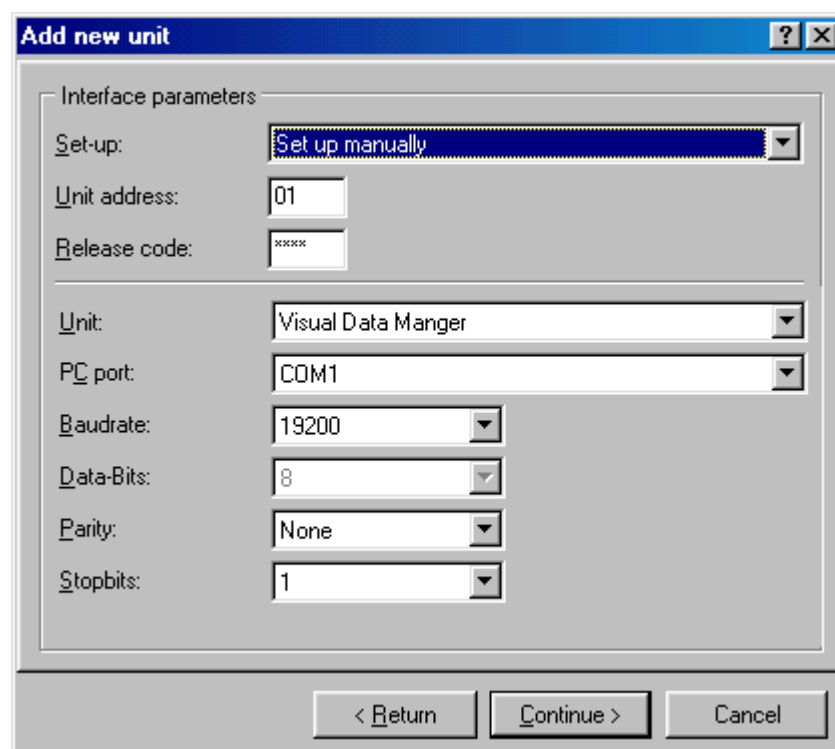 Add new unit
Interface parameters
Set-up: Set up manually
Unit address: 01
Release code: ****
Unit: Visual Data Manger
PC port: COM1
Baudrate: 19200
Data-Bits: 8
Parity: None
Stopbits: 1
< Return Continue > Cancel